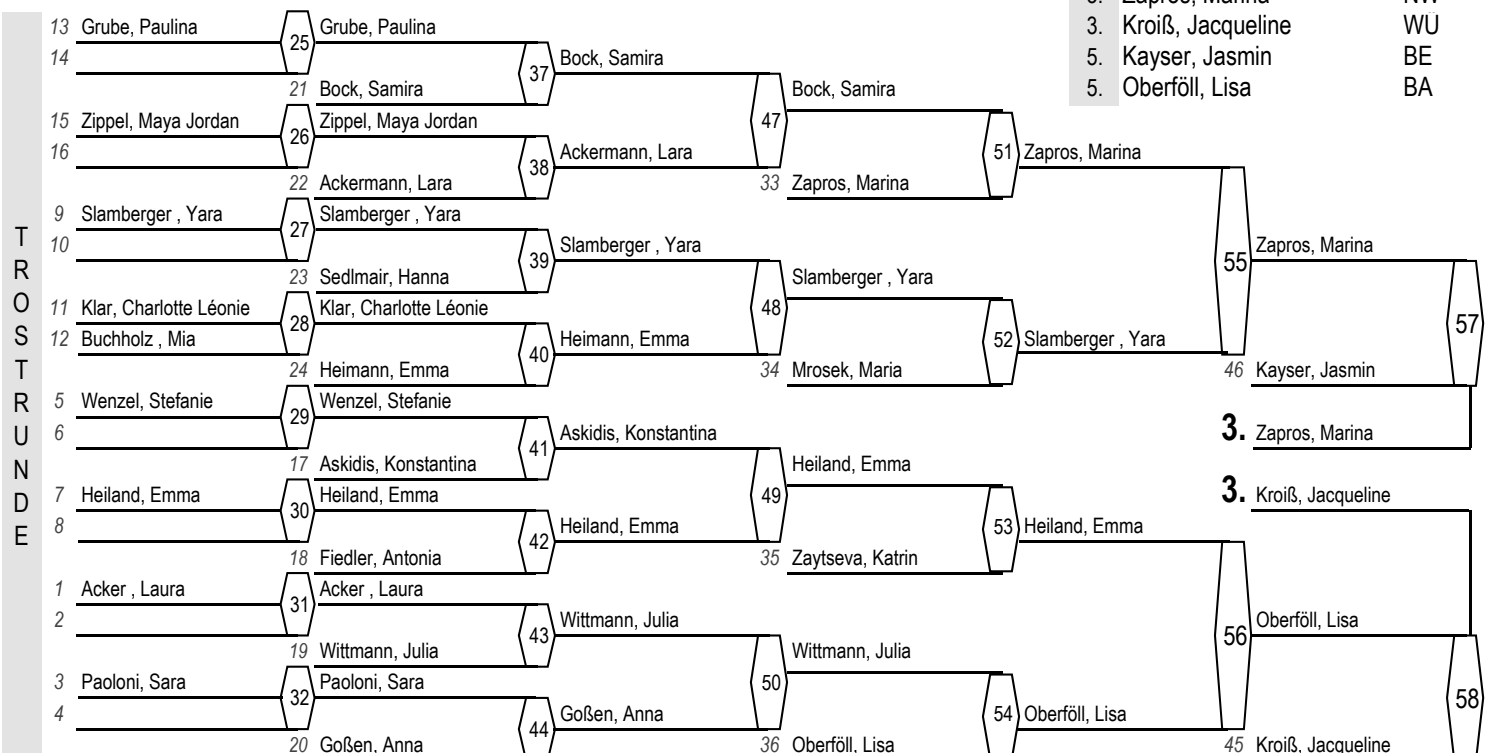 3. Zapros, Marina NW
3. Kroiß, Jacqueline WÜ
5. Kayser, Jasmin BE
5. Oberföll, Lisa BA
TROSTRUNDE
13 Grube, Paulina
14
25
Grube, Paulina
21 Bock, Samira
37
Bock, Samira
15 Zippel, Maya Jordan
16
26
Zippel, Maya Jordan
22 Ackermann, Lara
38
Ackermann, Lara
47
Bock, Samira
33 Zapros, Marina
51
Zapros, Marina
9 Slamberger , Yara
10
27
Slamberger , Yara
23 Sedlmair, Hanna
39
Slamberger , Yara
11 Klar, Charlotte Léonie
12 Buchholz , Mia
28
Klar, Charlotte Léonie
24 Heimann, Emma
40
Heimann, Emma
48
Slamberger , Yara
34 Mrosek, Maria
52
Slamberger , Yara
55
Zapros, Marina
46 Kayser, Jasmin
57
3. Zapros, Marina
5 Wenzel, Stefanie
6
29
Wenzel, Stefanie
17 Askidis, Konstantina
41
Askidis, Konstantina
7 Heiland, Emma
8
30
Heiland, Emma
18 Fiedler, Antonia
42
Heiland, Emma
49
Heiland, Emma
35 Zaytseva, Katrin
53
Heiland, Emma
1 Acker , Laura
2
31
Acker , Laura
19 Wittmann, Julia
43
Wittmann, Julia
3 Paoloni, Sara
4
32
Paoloni, Sara
20 Goßen, Anna
44
Goßen, Anna
50
Wittmann, Julia
36 Oberföll, Lisa
54
Oberföll, Lisa
56
Oberföll, Lisa
45 Kroiß, Jacqueline
58
3. Kroiß, Jacqueline